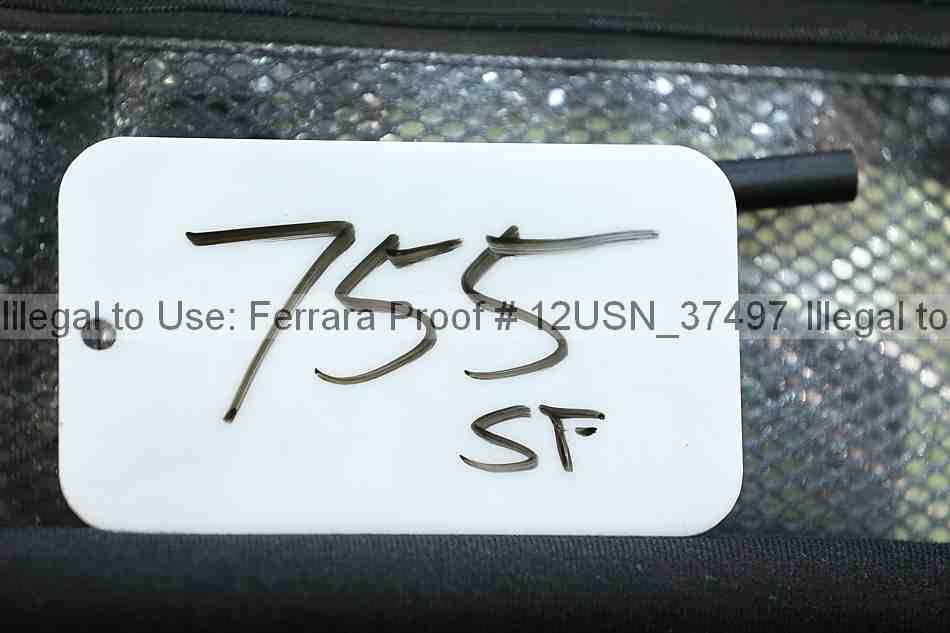 755
Illegal to Use: Ferrara Proof # 12USN_37497 Illegal to
SF